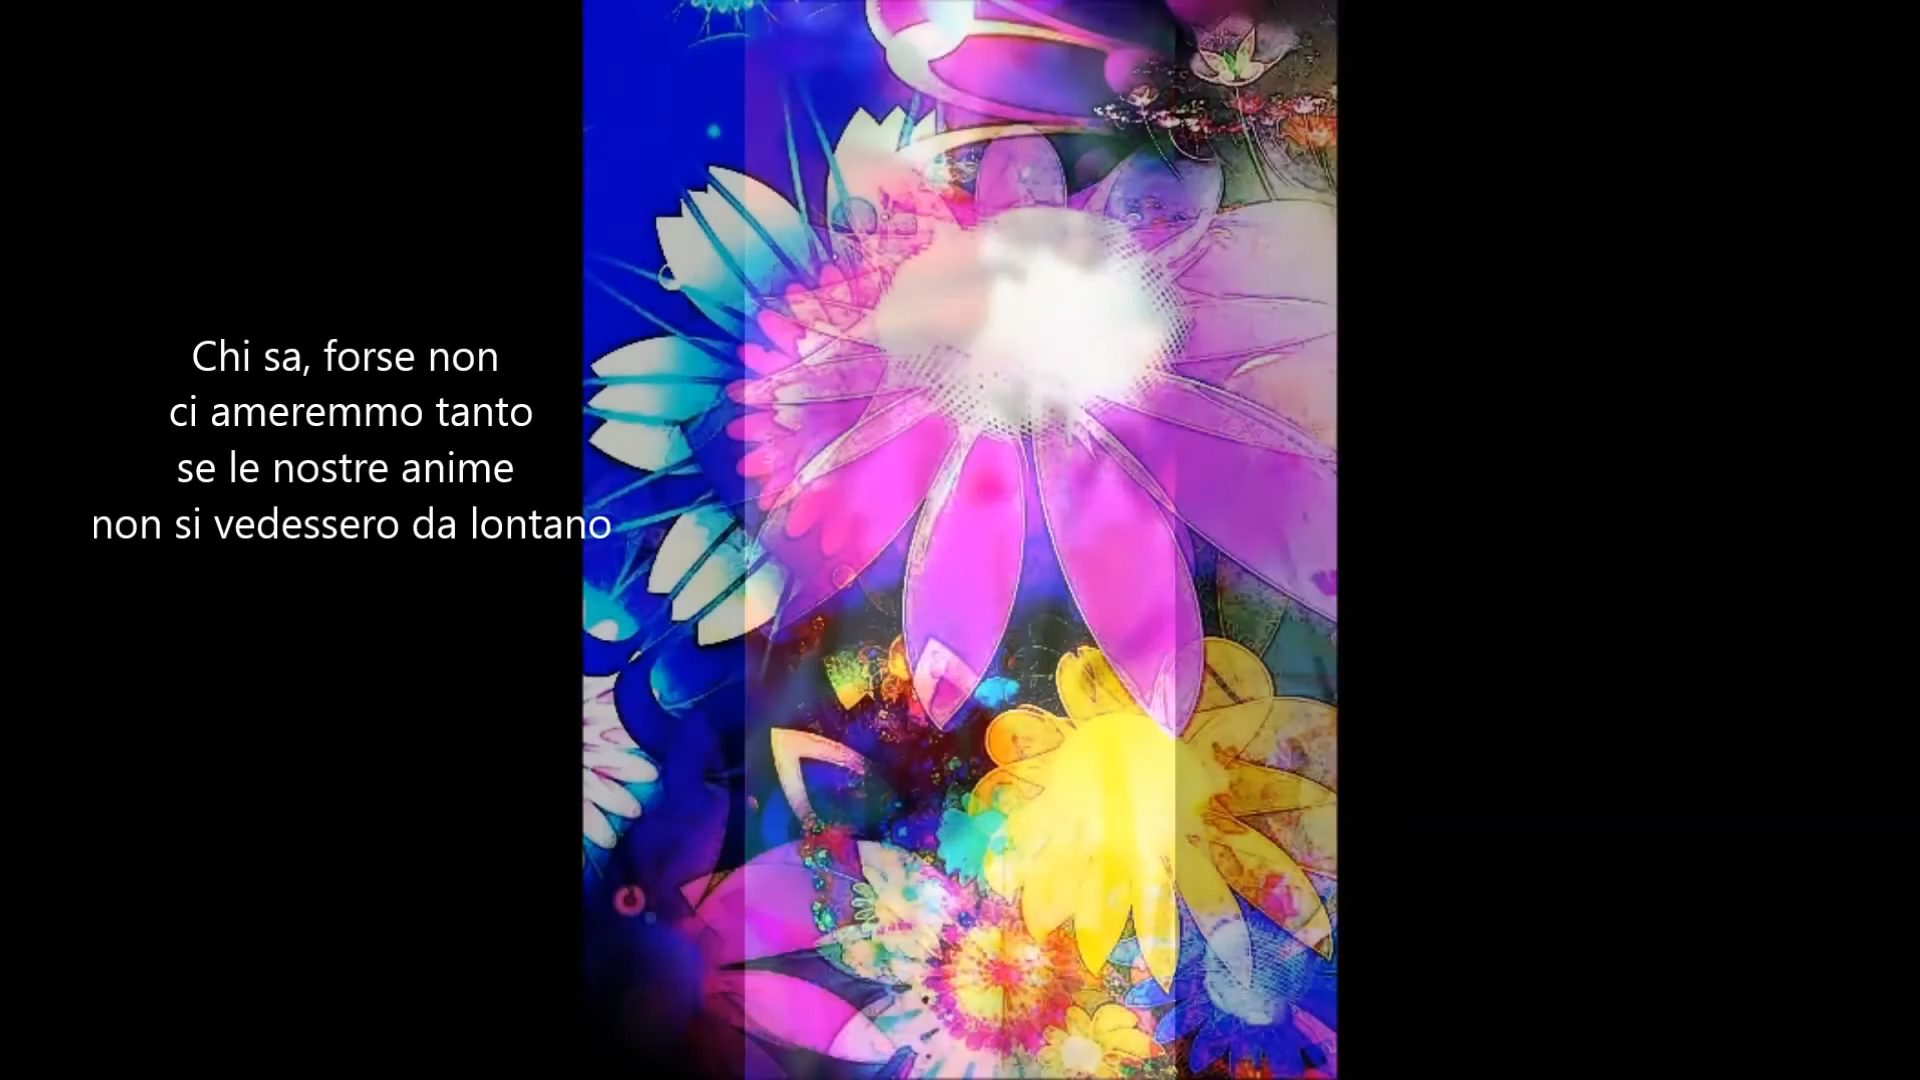 Chi sa, forse non
ci ameremmo tanto
se le nostre anime
non si vedessero da lontano